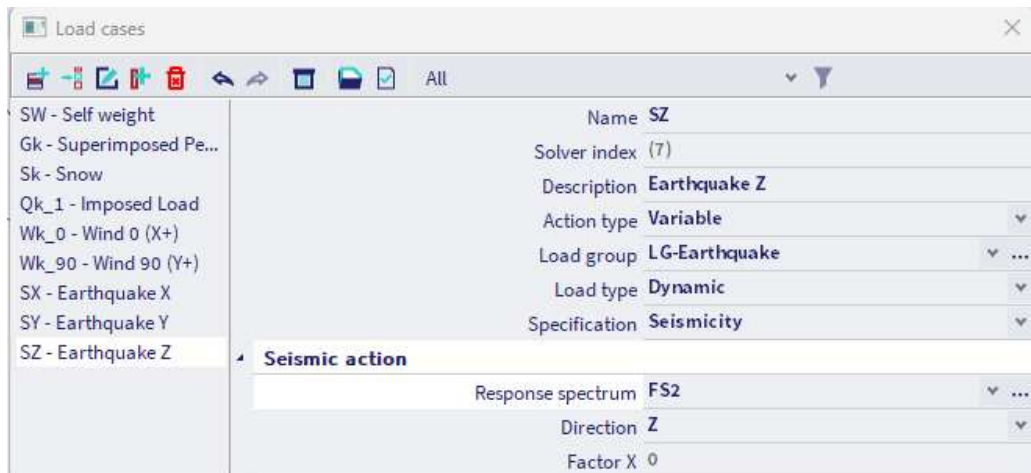 Load cases
All
SW - Self weight
Gk - Superimposed Pe...
Sk - Snow
Qk_1 - Imposed Load
Wk_0 - Wind 0 (X+)
Wk_90 - Wind 90 (Y+)
SX - Earthquake X
SY - Earthquake Y
SZ - Earthquake Z
Name SZ
Solver index (7)
Description Earthquake Z
Action type Variable
Load group LG-Earthquake ...
Load type Dynamic
Specification Seismicity
Seismic action
Response spectrum FS2 ...
Direction Z
Factor X 0